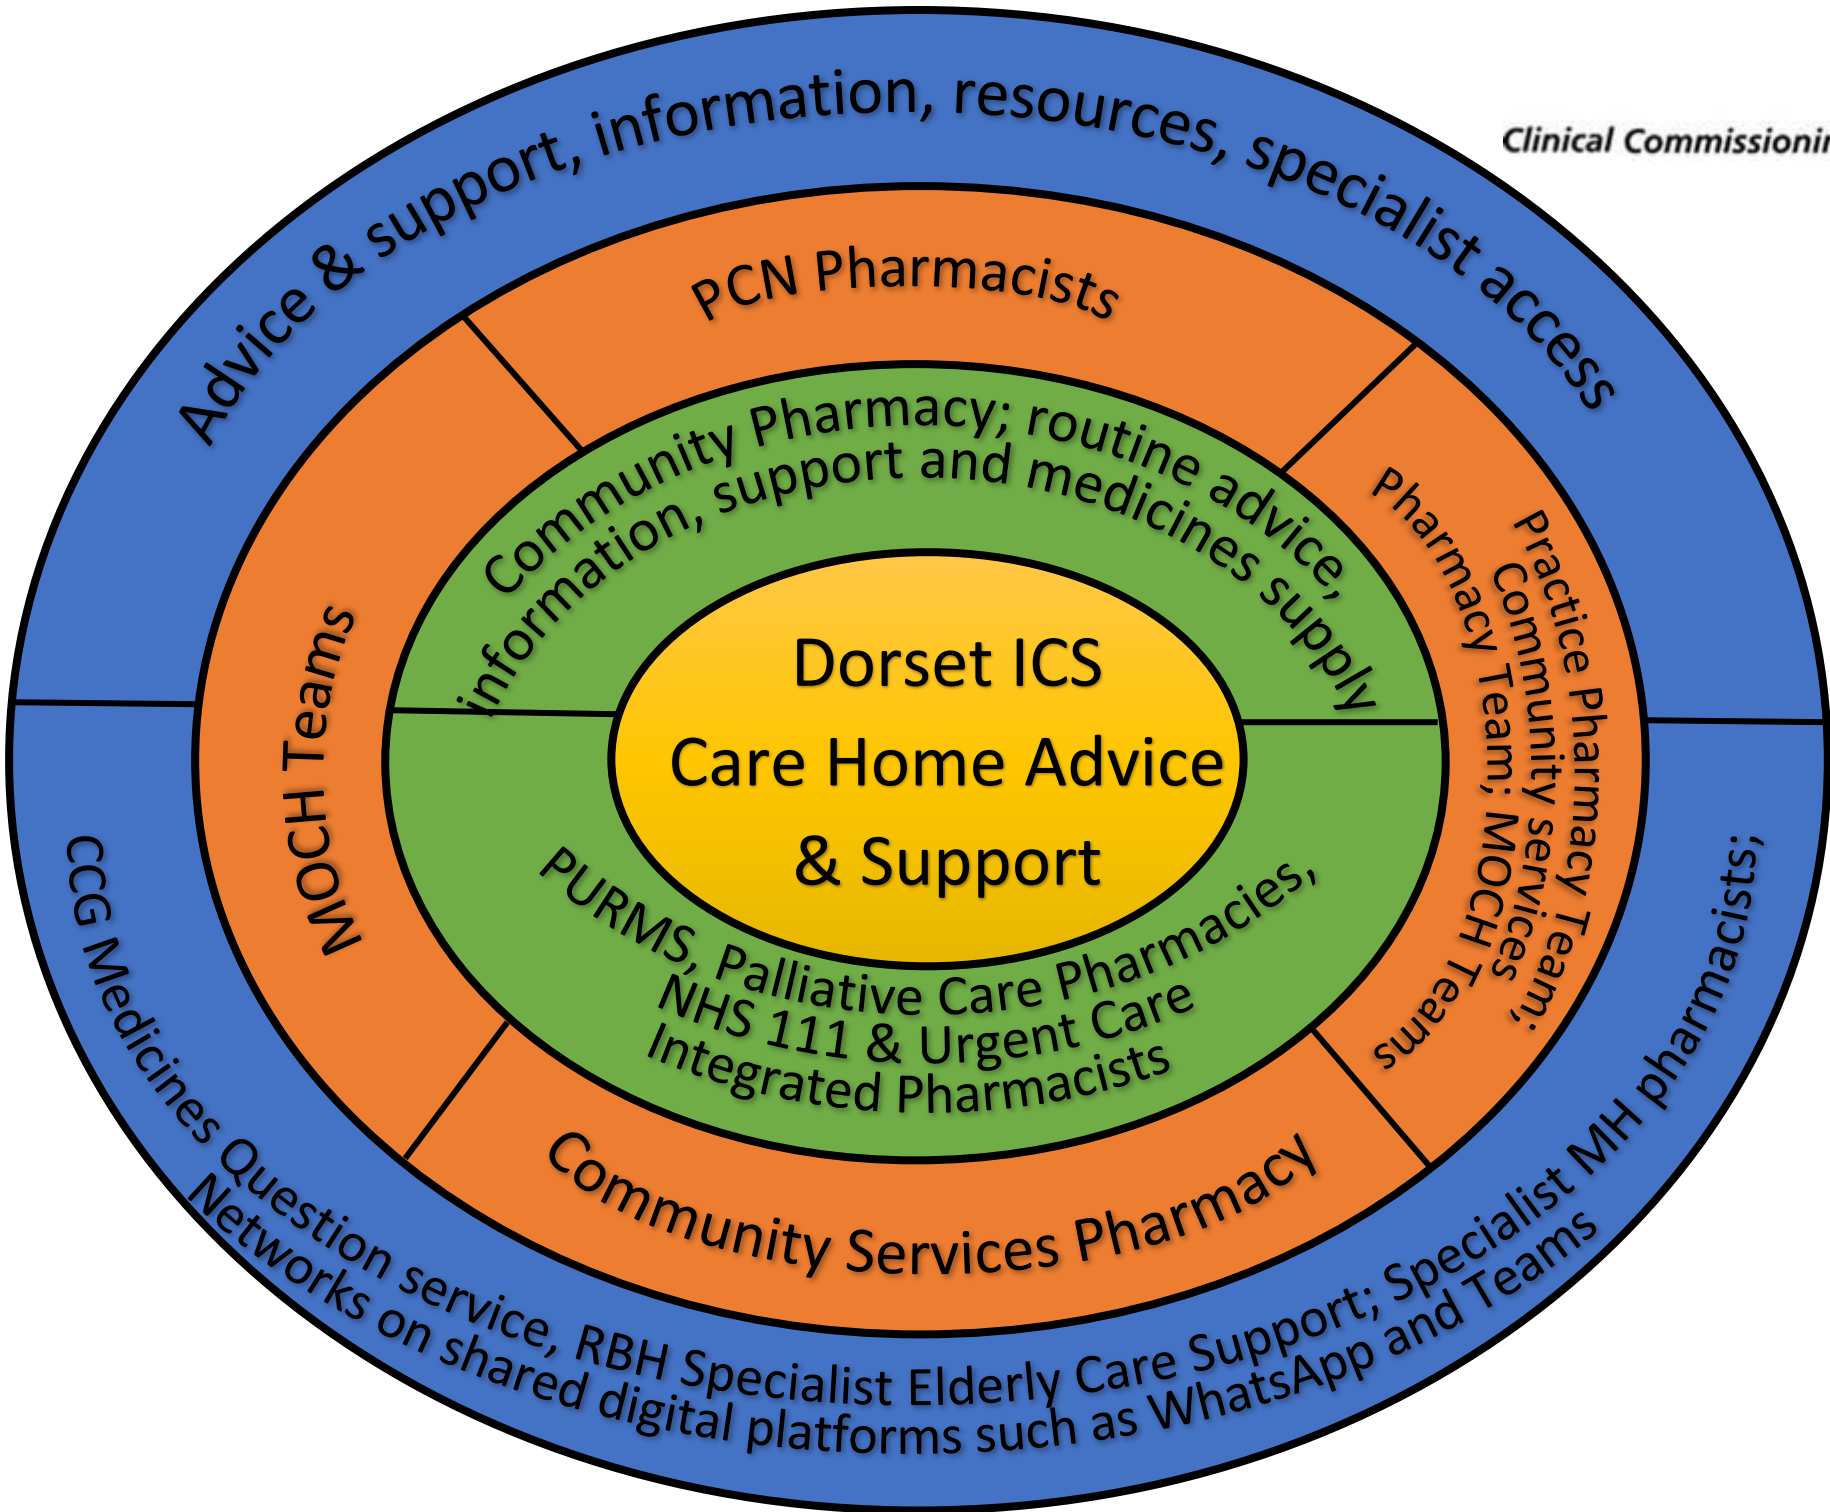 Clinical Commissionin
Advice & support, information, resources, specialist access
PCN Pharmacists
Community Pharmacy; routine advice,
information, support and medicines supply
Dorset ICS
Care Home Advice
& Support
MOCH Teams
Practice Pharmacy Team;
Community services
Pharmacy Team; MOCH Teams
;
PURMS, Palliative Care Pharmacies,
NHS 111 & Urgent Care
Integrated Pharmacists
Community Services Pharmacy
CCG Medicines Question service, RBH Specialist Elderly Care Support; Specialist MH pharmacists;
Networks on shared digital platforms such as WhatsApp and Teams